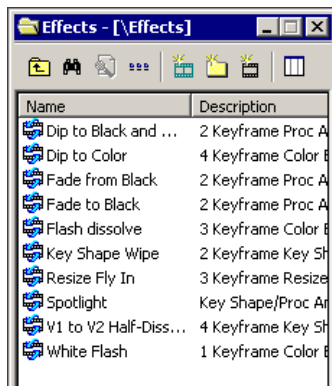 Effects - [\Effects]
Name Description
Dip to Black and ... 2 Keyframe Proc A
Dip to Color 4 Keyframe Color E
Fade from Black 2 Keyframe Proc A
Fade to Black 2 Keyframe Proc A
Flash dissolve 3 Keyframe Color E
Key Shape Wipe 2 Keyframe Key Sh
Resize Fly In 3 Keyframe Resize
Spotlight Key Shape/Proc An
V1 to V2 Half-Diss... 4 Keyframe Key Sh
White Flash 1 Keyframe Color E